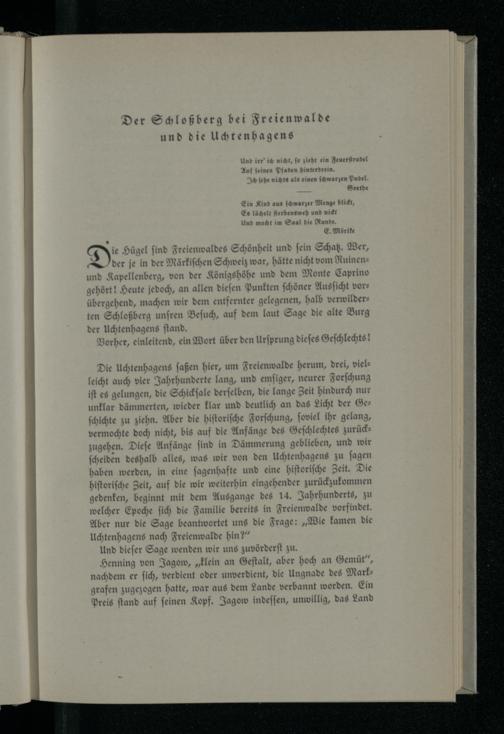 Der Schloßberg bei Freienwalde
und die Uchtenhagens
Und irr' ich nicht, so zieht ein Feuerstrudel
Auf seinen Pfaden hinterdrein.
Ich sehe nichts als einen schwarzen Pudel.
Goethe
Ein Kind aus schwarzer Menge blickt,
Es lächelt sterbensweh und nickt
Und macht im Saal die Runde.
E. Mörike
Die Hügel sind Freienwaldes Schönheit und sein Schatz. Wer,
der je in der Märkischen Schweiz war, hätte nicht vom Ruinen-
und Kapellenberg, von der Königshöhe und dem Monte Caprino
gehört! Heute jedoch, an allen diesen Punkten schöner Aussicht vor-
übergehend, machen wir dem entfernter gelegenen, halb verwilder-
ten Schloßberg unsren Besuch, auf dem laut Sage die alte Burg
der Uchtenhagens stand.
Vorher, einleitend, ein Wort über den Ursprung dieses Geschlechts!
Die Uchtenhagens saßen hier, um Freienwalde herum, drei, viel-
leicht auch vier Jahrhunderte lang, und emsiger, neurer Forschung
ist es gelungen, die Schicksale derselben, die lange Zeit hindurch nur
unklar dämmerten, wieder klar und deutlich an das Licht der Ge-
schichte zu ziehn. Aber die historische Forschung, soviel ihr gelang,
vermochte doch nicht, bis auf die Anfänge des Geschlechtes zurück-
zugehen. Diese Anfänge sind in Dämmerung geblieben, und wir
scheiden deshalb alles, was wir von den Uchtenhagens zu sagen
haben werden, in eine sagenhafte und eine historische Zeit. Die
historische Zeit, auf die wir weiterhin eingehender zurückzukommen
gedenken, beginnt mit dem Ausgange des 14. Jahrhunderts, zu
welcher Epoche sich die Familie bereits in Freienwalde vorfindet.
Aber nur die Sage beantwortet uns die Frage: „Wie kamen die
Uchtenhagens nach Freienwalde hin?“
Und dieser Sage wenden wir uns zuvörderst zu.
Henning von Jagow, „klein an Gestalt, aber hoch an Gemüt“,
nachdem er sich, verdient oder unverdient, die Ungnade des Mark-
grafen zugezogen hatte, war aus dem Lande verbannt worden. Ein
Preis stand auf seinen Kopf. Jagow indessen, unwillig, das Land